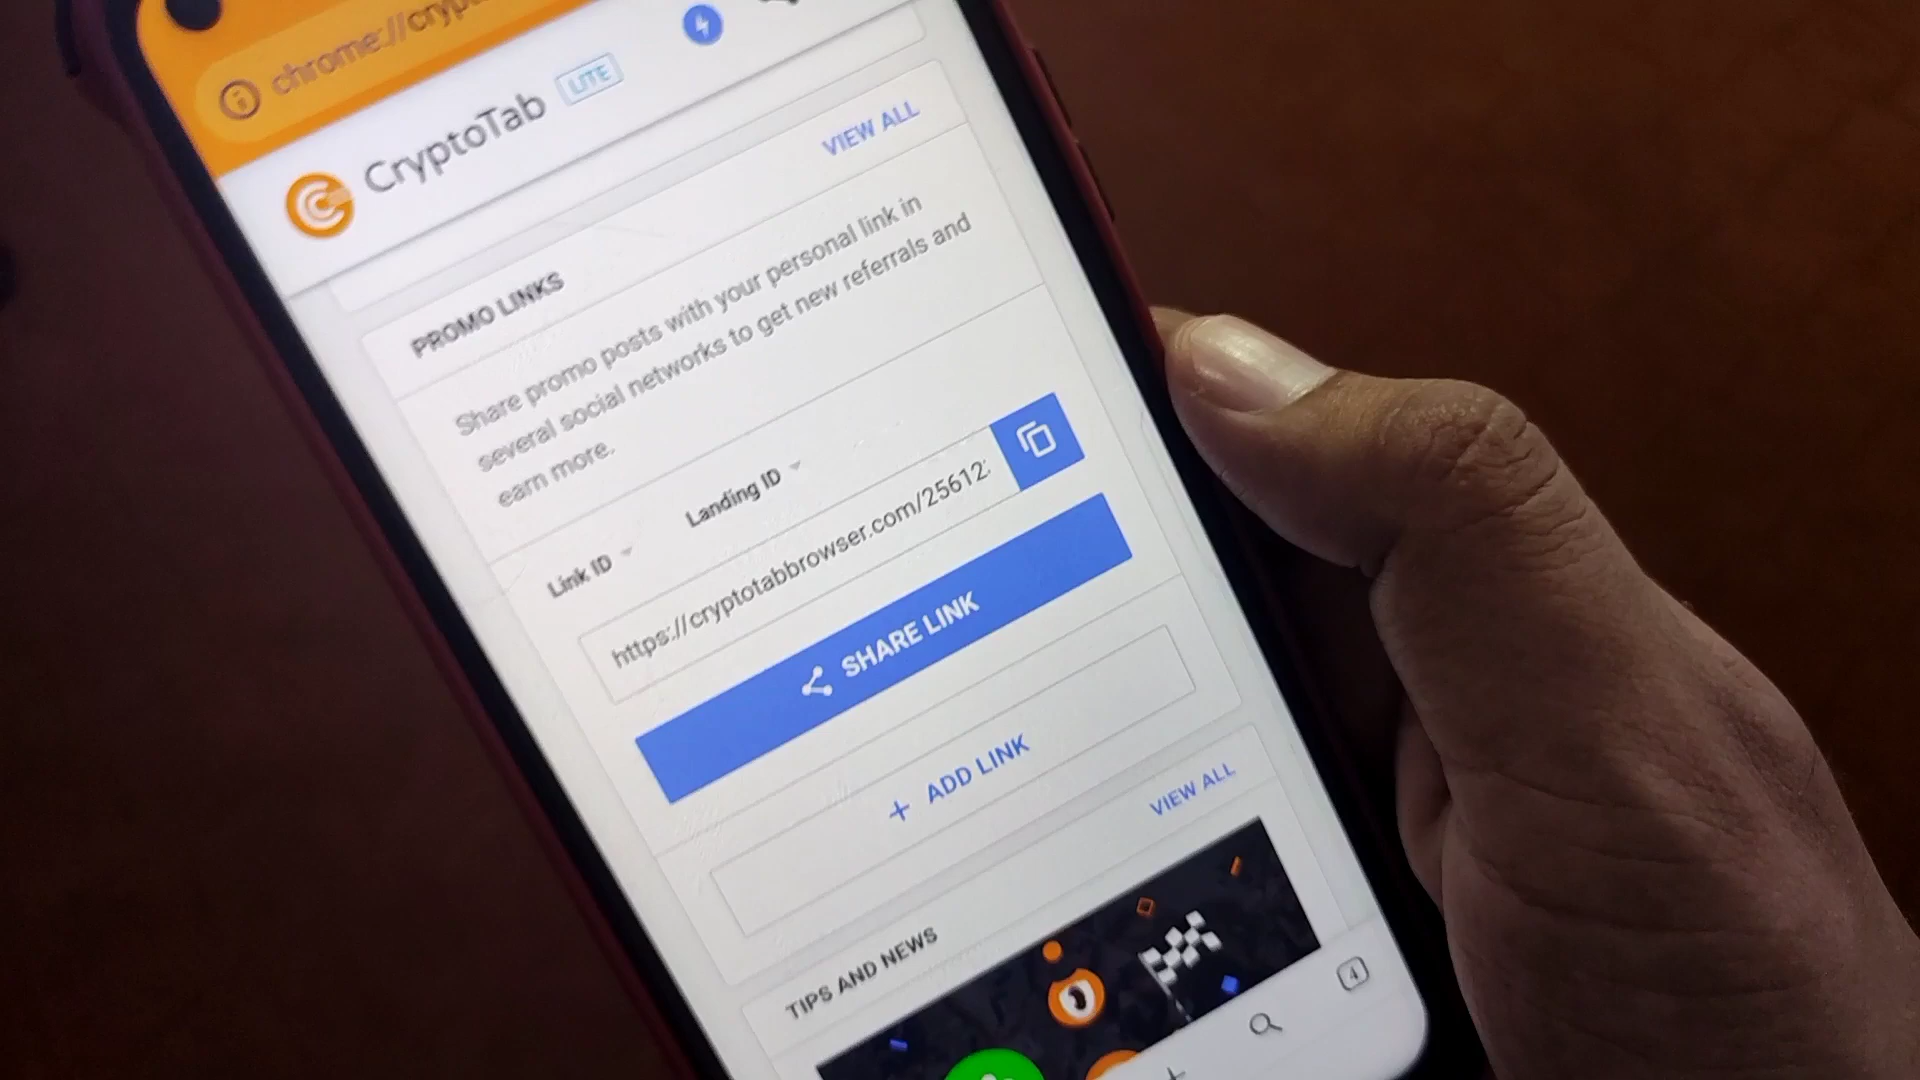 chrome://cryp
CryptoTab LITE
VIEW ALL
PROMO LINKS
Share promo posts with your personal link in
several social networks to get new referrals and
earn more.
Link ID
Landing ID
https://cryptotabbrowser.com/25612
SHARE LINK
+ ADD LINK
VIEW ALL
TIPS AND NEWS
4